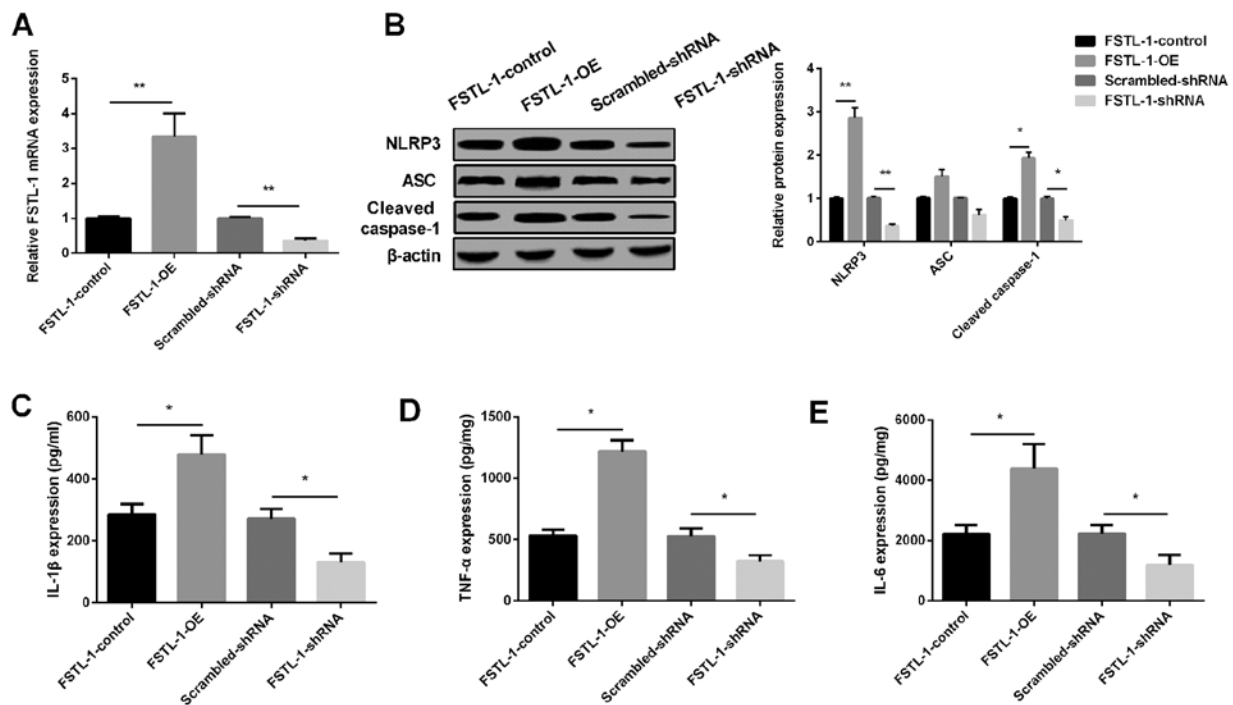 A
Relative FSTL-1 mRNA expression
5
4
3
2
1
0
**
**
FSTL-1-control
FSTL-1-OE
Scrambled-shRNA
FSTL-1-shRNA
B
FSTL-1-control
FSTL-1-OE
Scrambled-shRNA
FSTL-1-shRNA
NLRP3
ASC
Cleaved
caspase-1
β-actin
Relative protein expression
4
3
2
1
0
**
**
*
*
NLRP3
ASC
Cleaved caspase-1
FSTL-1-control
FSTL-1-OE
Scrambled-shRNA
FSTL-1-shRNA
C
IL-1β expression (pg/ml)
600
400
200
0
*
*
FSTL-1-control
FSTL-1-OE
Scrambled-shRNA
FSTL-1-shRNA
D
TNF-α expression (pg/mg)
1500
1000
500
0
*
*
FSTL-1-control
FSTL-1-OE
Scrambled-shRNA
FSTL-1-shRNA
E
IL-6 expression (pg/mg)
6000
4000
2000
0
*
*
FSTL-1-control
FSTL-1-OE
Scrambled-shRNA
FSTL-1-shRNA